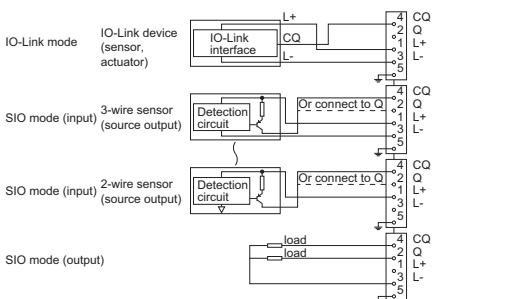 IO-Link mode
IO-Link device
(sensor,
actuator)
L+
IO-Link
interface
CQ
L-
4 CQ
2 Q
1 L+
3 L-
5
SIO mode (input)
3-wire sensor
(source output)
Detection
circuit
Or connect to Q
4 CQ
2 Q
1 L+
3 L-
5
SIO mode (input)
2-wire sensor
(source output)
Detection
circuit
Or connect to Q
4 CQ
2 Q
1 L+
3 L-
5
SIO mode (output)
load
load
4 CQ
2 Q
1 L+
3 L-
5